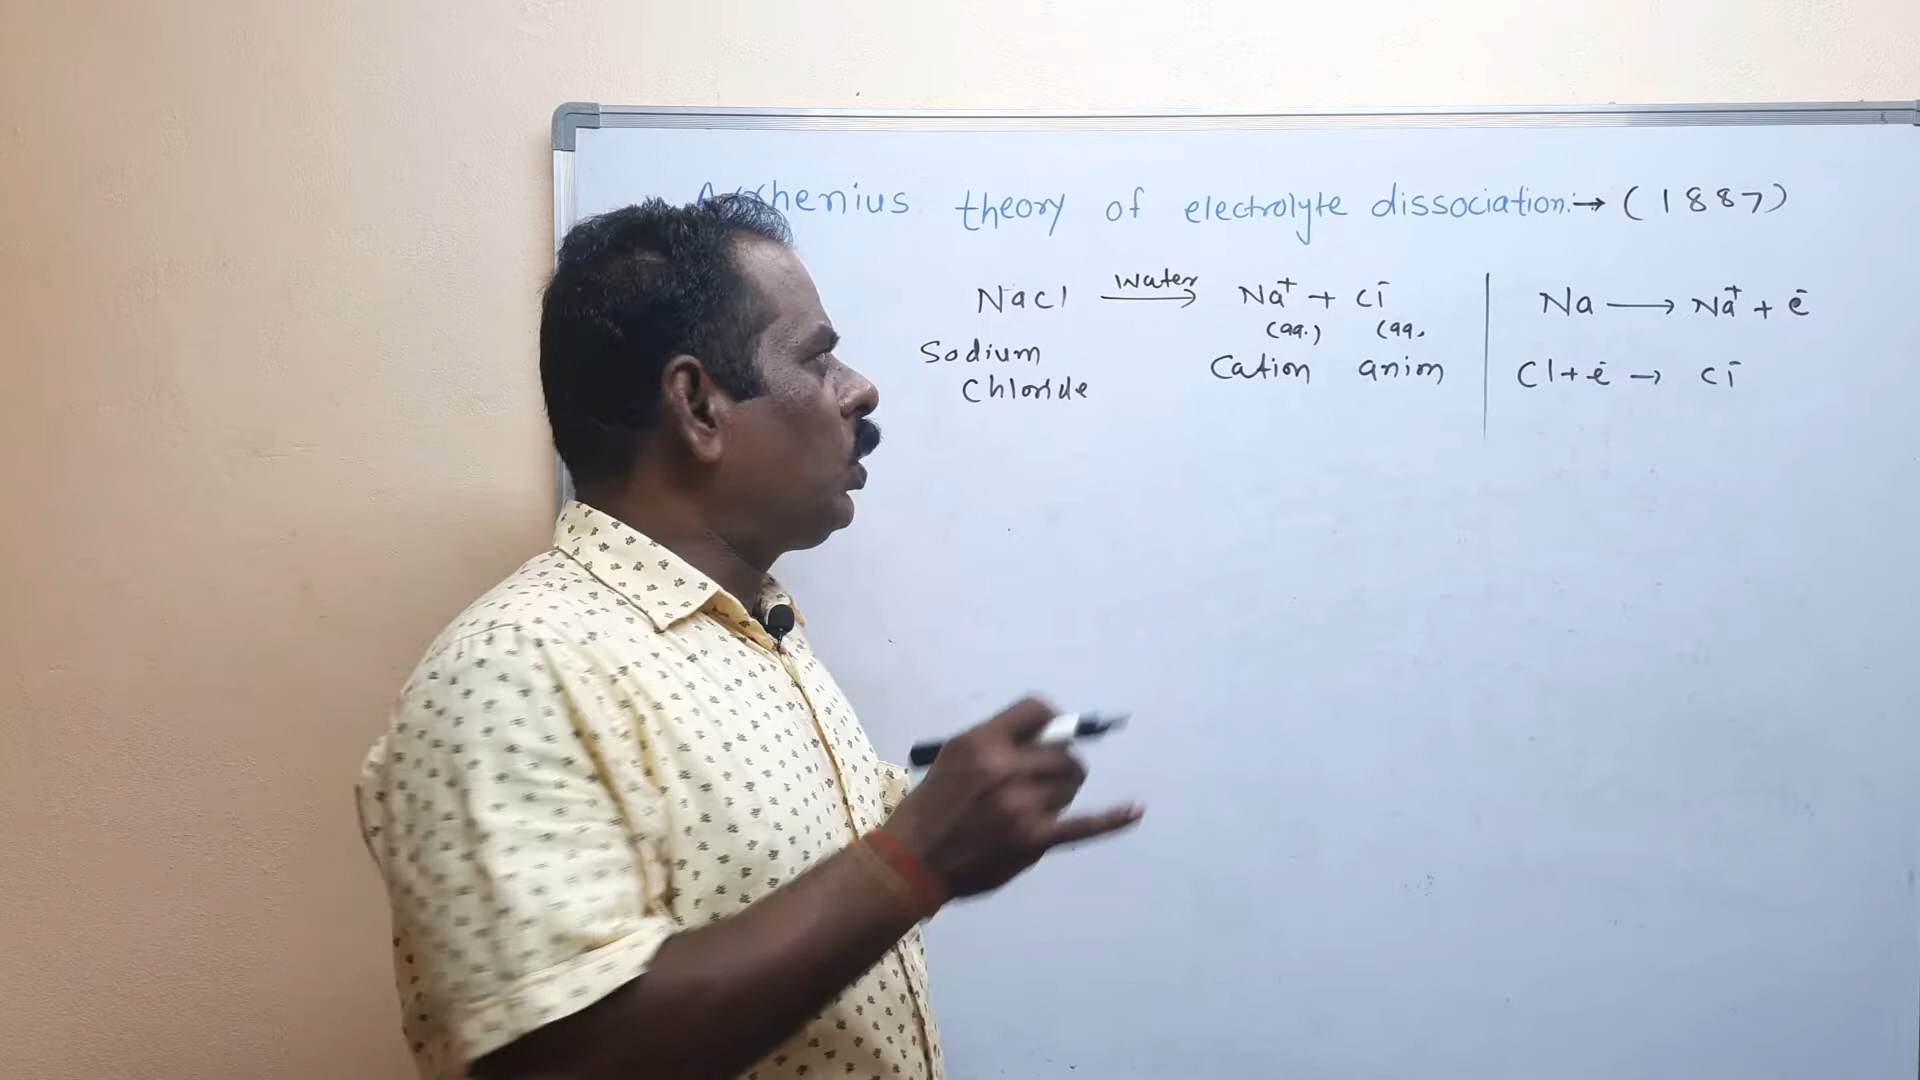 Arrhenius theory of electrolyte dissociation:→ (1887)
NaCl —Water→ Na⁺ + Cl⁻
(aq.) (aq.
Sodium Chloride
Cation anion
Na ⟶ Na⁺ + e⁻
Cl + e⁻ → Cl⁻